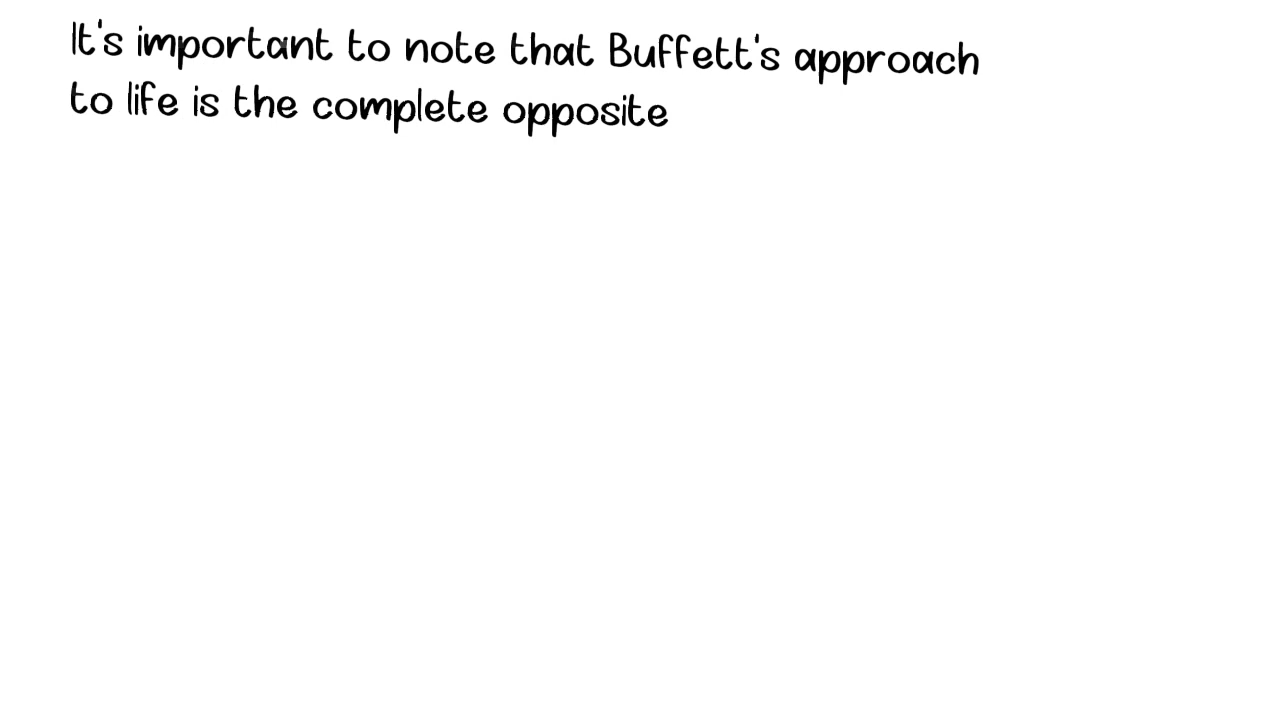 It's important to note that Buffett's approach
to life is the complete opposite